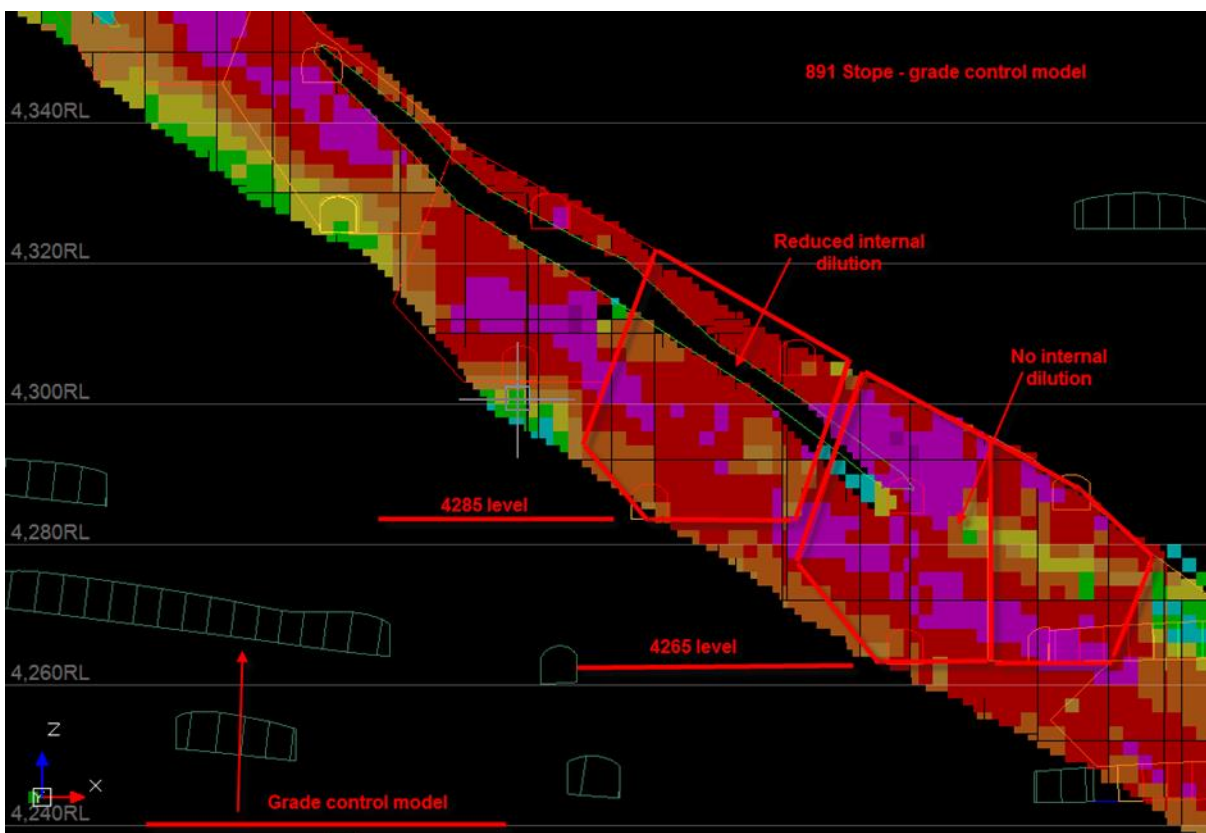 891 Stope - grade control model
4,340RL
4,320RL
Reduced internal
dilution
No internal
dilution
4,300RL
4285 level
4,280RL
4265 level
4,260RL
Z
X
Y
Grade control model
4,240RL